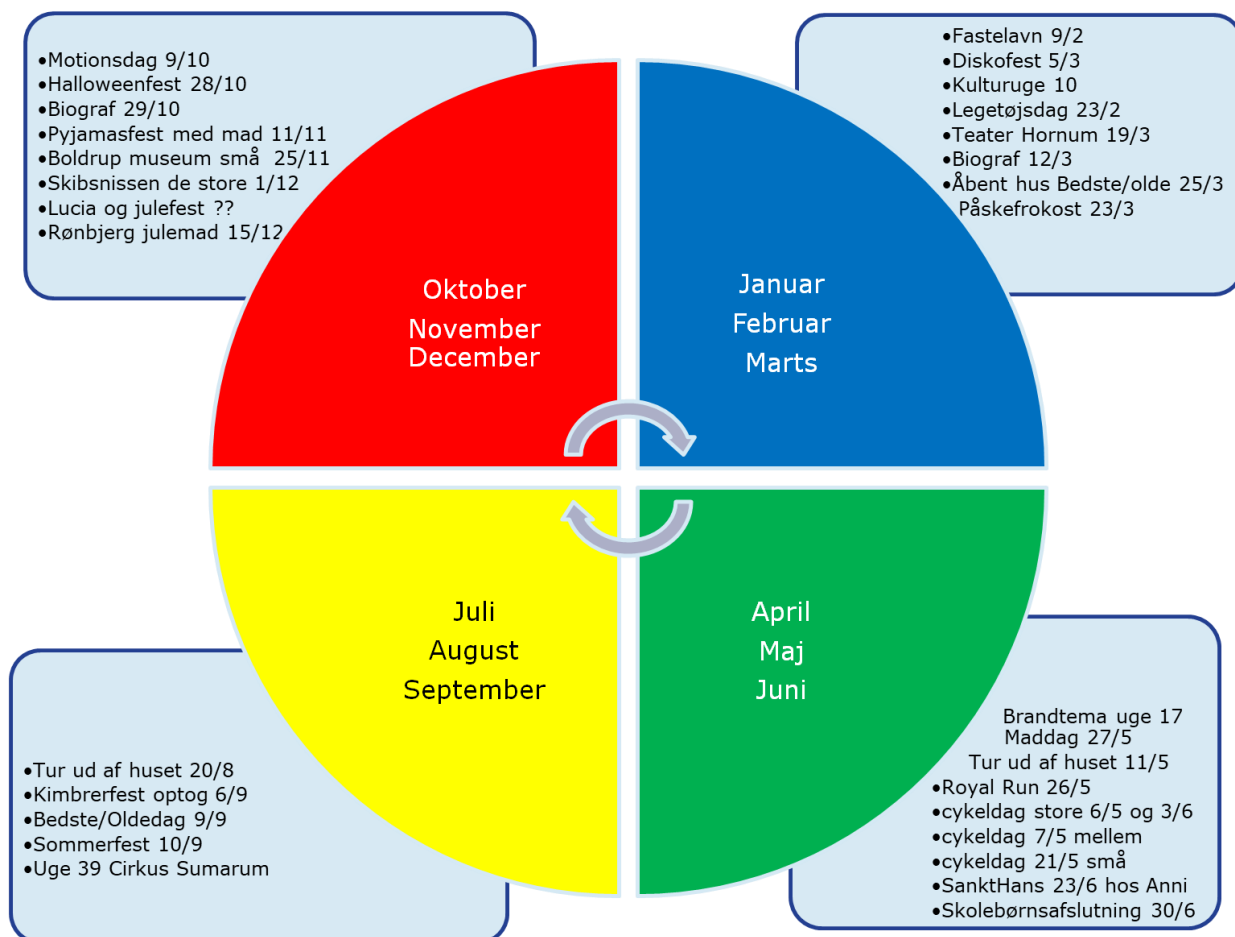 •Motionsdag 9/10
•Halloweenfest 28/10
•Biograf 29/10
•Pyjamasfest med mad 11/11
•Boldrup museum små 25/11
•Skibsnissen de store 1/12
•Lucia og julefest ??
•Rønbjerg julemad 15/12
•Fastelavn 9/2
•Diskofest 5/3
•Kulturuge 10
•Legetøjsdag 23/2
•Teater Hornum 19/3
•Biograf 12/3
•Åbent hus Bedste/olde 25/3
Påskefrokost 23/3
Oktober
November
December
Januar
Februar
Marts
Juli
August
September
April
Maj
Juni
•Tur ud af huset 20/8
•Kimbrerfest optog 6/9
•Bedste/Oldedag 9/9
•Sommerfest 10/9
•Uge 39 Cirkus Sumarum
Brandtema uge 17
Maddag 27/5
Tur ud af huset 11/5
•Royal Run 26/5
•cykeldag store 6/5 og 3/6
•cykeldag 7/5 mellem
•cykeldag 21/5 små
•SanktHans 23/6 hos Anni
•Skolebørnsafslutning 30/6